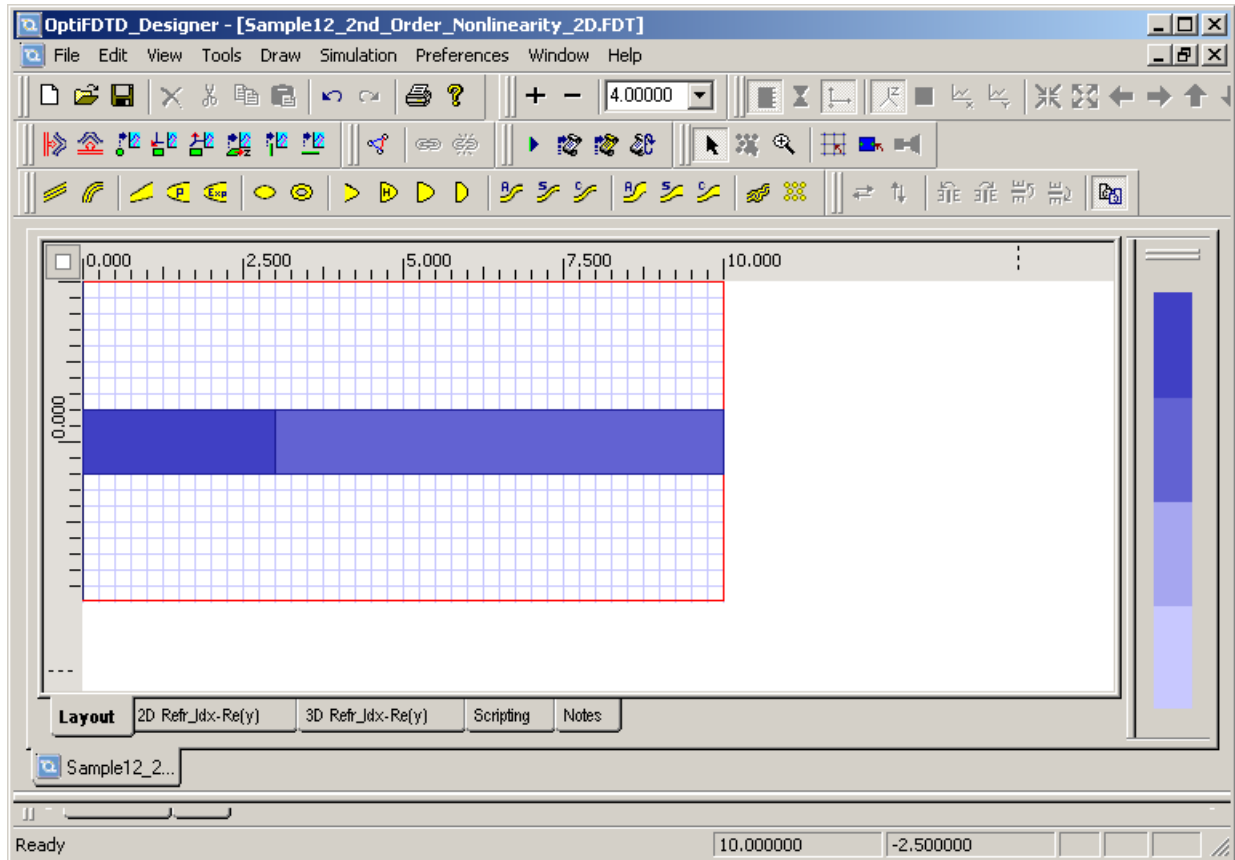 OptiFDTD_Designer - [Sample12_2nd_Order_Nonlinearity_2D.FDT]
File Edit View Tools Draw Simulation Preferences Window Help
4.00000
0.000 2.500 5.000 7.500 10.000
0.000
Layout 2D Refr_Idx-Re(y) 3D Refr_Idx-Re(y) Scripting Notes
Sample12_2...
Ready 10.000000 -2.500000